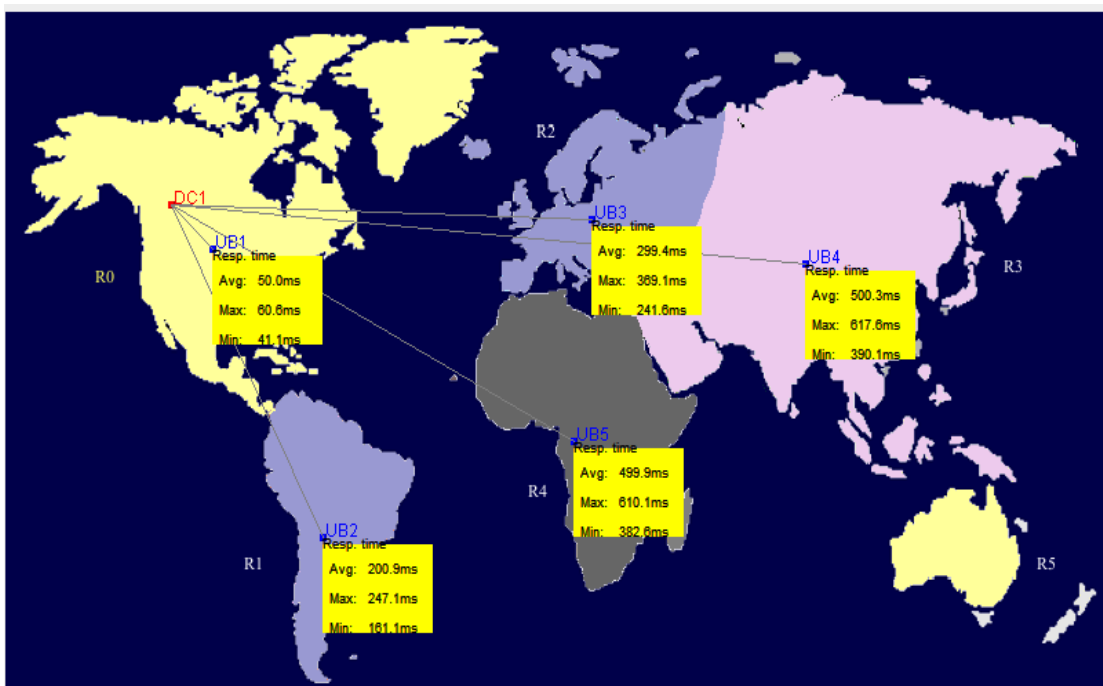 R2
DC1
UB3
Resp. time
Avg: 299.4ms
Max: 369.1ms
Min: 241.6ms
UB1
Resp. time
Avg: 50.0ms
Max: 60.6ms
Min: 41.1ms
R0
UB4
Resp. time
Avg: 500.3ms
Max: 617.6ms
Min: 390.1ms
R3
UB5
Resp. time
Avg: 499.9ms
Max: 610.1ms
Min: 382.6ms
R4
UB2
Resp. time
Avg: 200.9ms
Max: 247.1ms
Min: 161.1ms
R1
R5